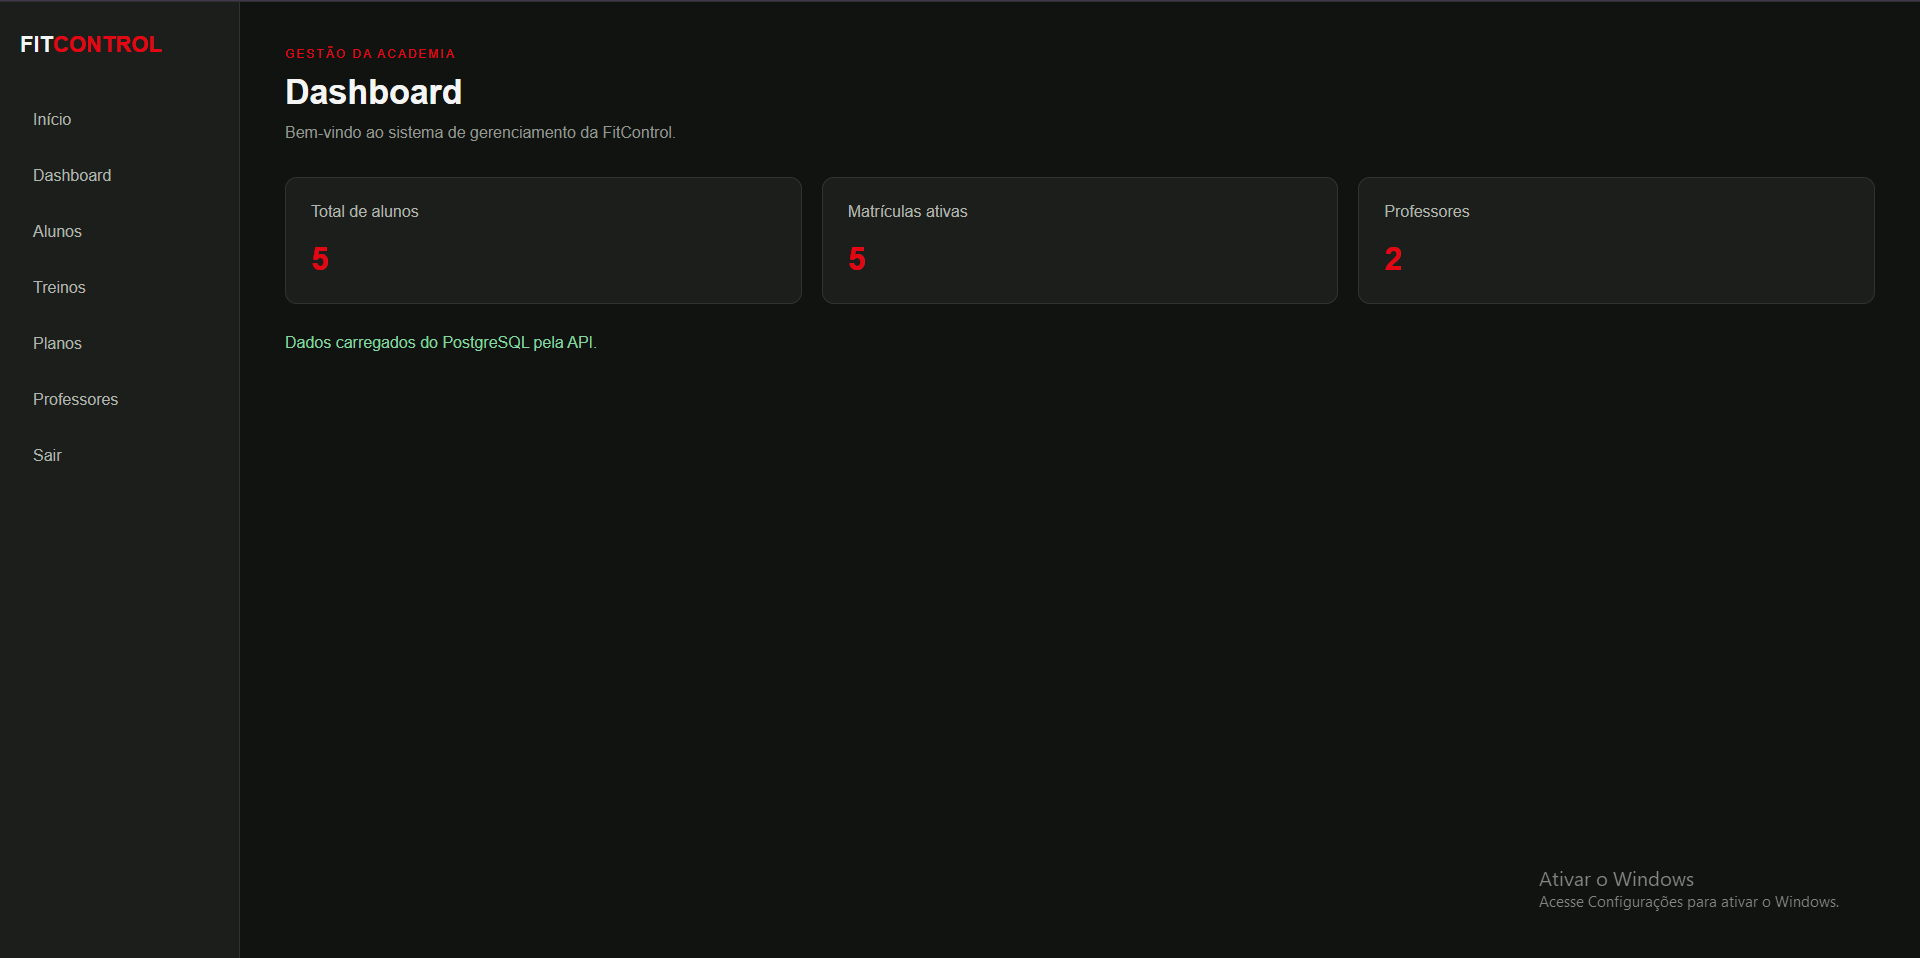 FITCONTROL
Início
Dashboard
Alunos
Treinos
Planos
Professores
Sair
GESTÃO DA ACADEMIA
Dashboard
Bem-vindo ao sistema de gerenciamento da FitControl.
Total de alunos
5
Matrículas ativas
5
Professores
2
Dados carregados do PostgreSQL pela API.
Ativar o Windows
Acesse Configurações para ativar o Windows.